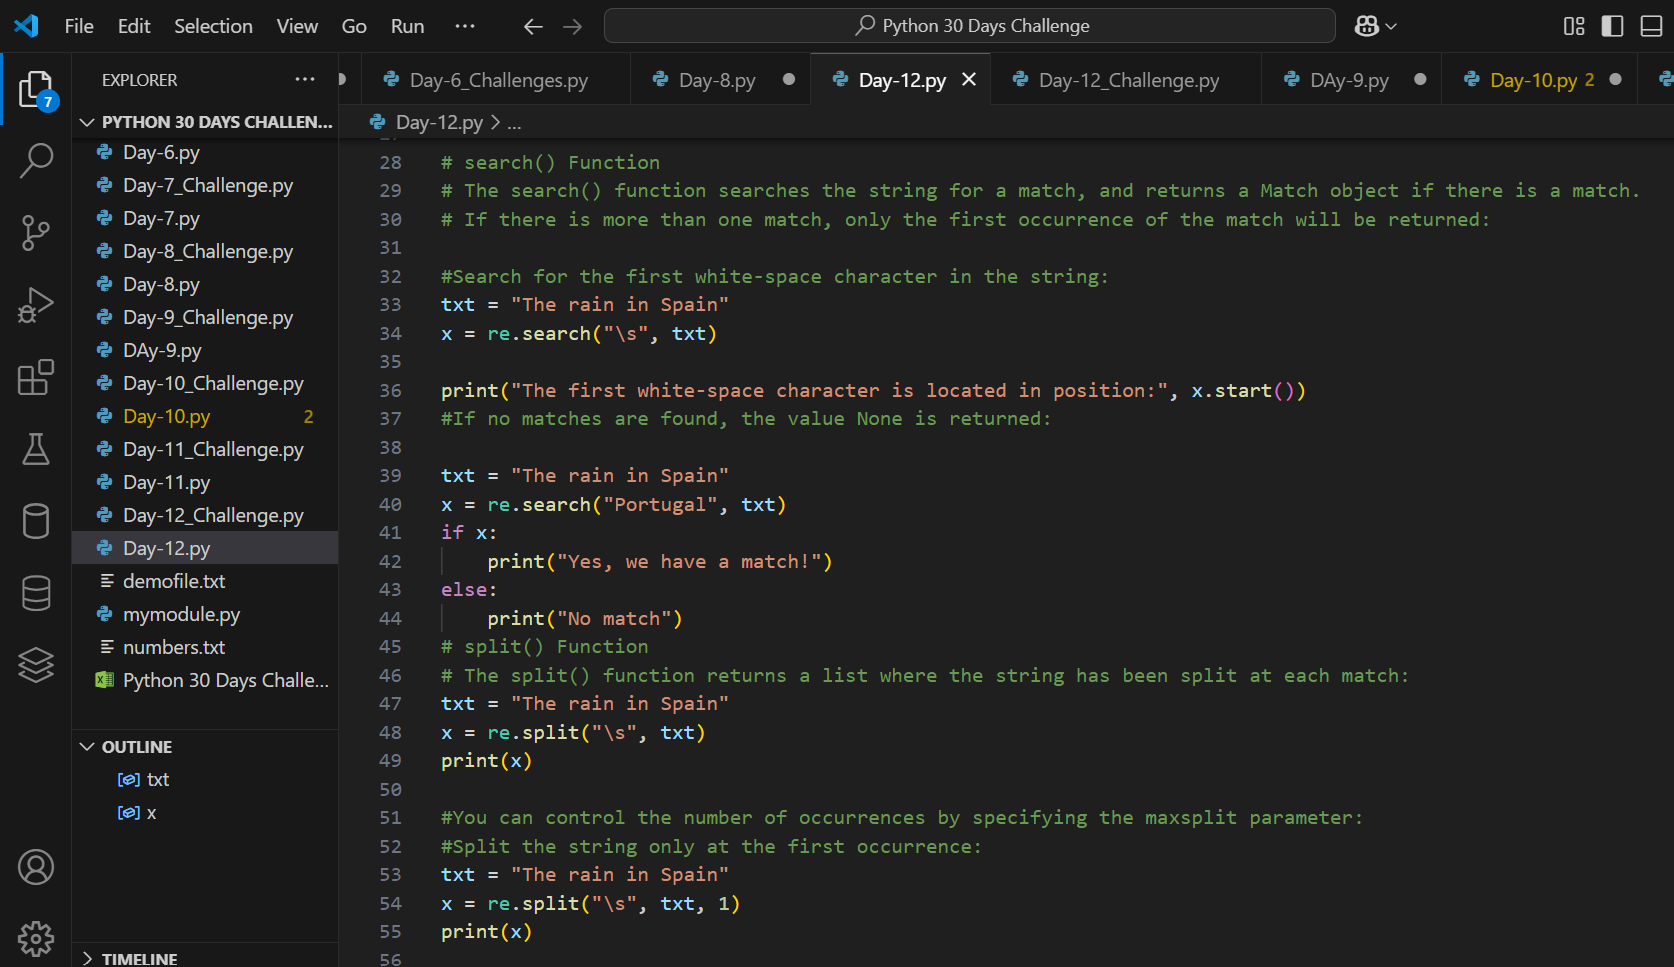 File Edit Selection View Go Run ··· Python 30 Days Challenge
7
EXPLORER ···
PYTHON 30 DAYS CHALLEN...
Day-6.py
Day-7_Challenge.py
Day-7.py
Day-8_Challenge.py
Day-8.py
Day-9_Challenge.py
DAy-9.py
Day-10_Challenge.py
Day-10.py 2
Day-11_Challenge.py
Day-11.py
Day-12_Challenge.py
Day-12.py
demofile.txt
mymodule.py
numbers.txt
Python 30 Days Challe...
OUTLINE
txt
x
TIMELINE
Day-6_Challenges.py Day-8.py Day-12.py Day-12_Challenge.py DAy-9.py Day-10.py 2
Day-12.py > ...
28 # search() Function
29 # The search() function searches the string for a match, and returns a Match object if there is a match.
30 # If there is more than one match, only the first occurrence of the match will be returned:
31
32 #Search for the first white-space character in the string:
33 txt = "The rain in Spain"
34 x = re.search("\s", txt)
35
36 print("The first white-space character is located in position:", x.start())
37 #If no matches are found, the value None is returned:
38
39 txt = "The rain in Spain"
40 x = re.search("Portugal", txt)
41 if x:
42     print("Yes, we have a match!")
43 else:
44     print("No match")
45 # split() Function
46 # The split() function returns a list where the string has been split at each match:
47 txt = "The rain in Spain"
48 x = re.split("\s", txt)
49 print(x)
50
51 #You can control the number of occurrences by specifying the maxsplit parameter:
52 #Split the string only at the first occurrence:
53 txt = "The rain in Spain"
54 x = re.split("\s", txt, 1)
55 print(x)
56